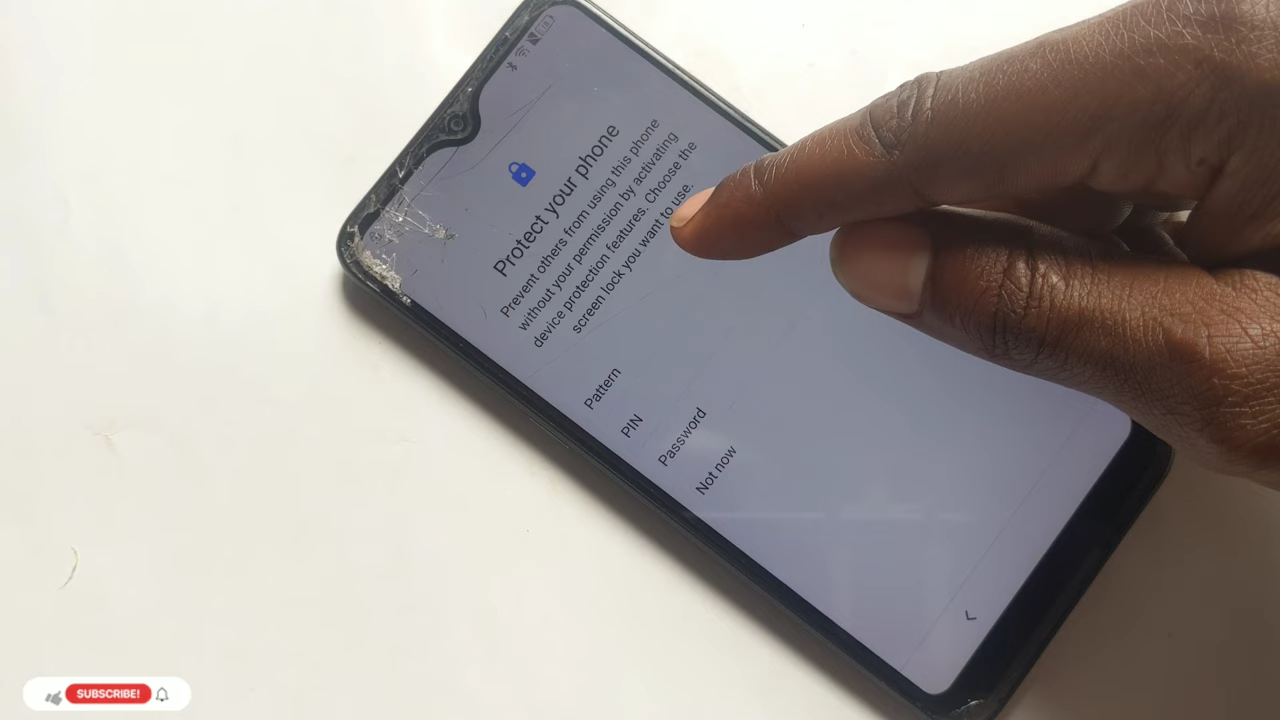 Protect your phone
Prevent others from using this phone
without your permission by activating
device protection features. Choose the
screen lock you want to use.
Pattern
PIN
Password
Not now
SUBSCRIBE!